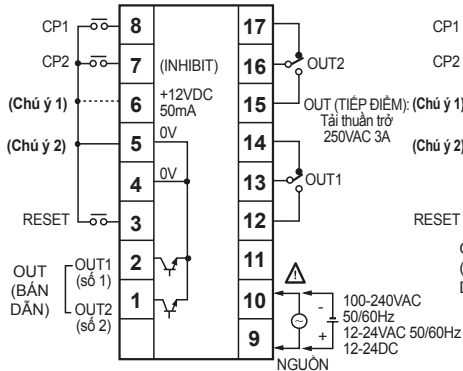 CP1
8
17
CP2
7
(INHIBIT)
16
OUT2
(Chú ý 1)
6
+12VDC
50mA
15
OUT (TIẾP ĐIỂM):
Tải thuần trở
250VAC 3A
(Chú ý 2)
5
0V
14
4
0V
13
OUT1
RESET
3
12
OUT
(BÁN
DẪN)
OUT1
(số 1)
2
11
OUT2
(số 2)
1
10
9
100-240VAC
50/60Hz
12-24VAC 50/60Hz
12-24DC
-
+
NGUỒN
CP1
CP2
(Chú ý 1)
(Chú ý 2)
RESET